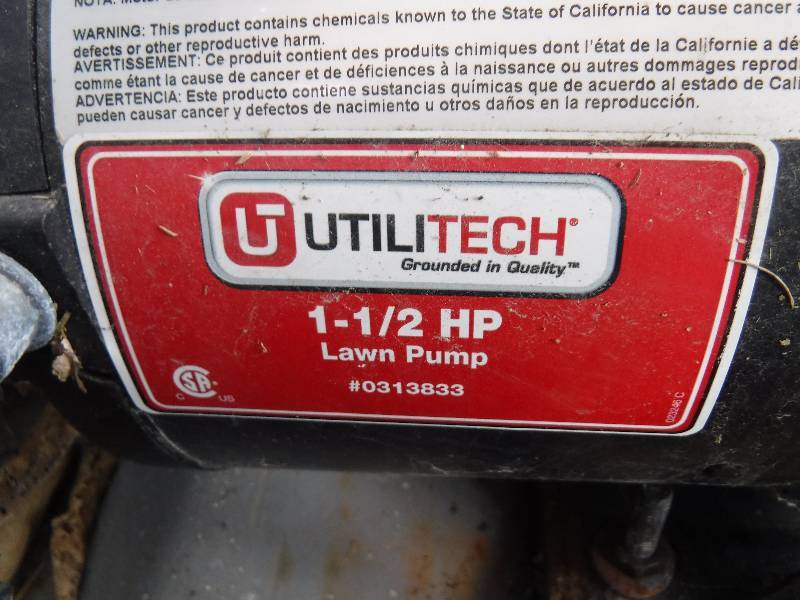 WARNING: This product contains chemicals known to the State of California to cause cancer
defects or other reproductive harm.
AVERTISSEMENT: Ce produit contient des produits chimiques dont l'état de la Californie a
comme étant la cause de cancer et de déficiences à la naissance ou autres dommages
ADVERTENCIA: Este producto contiene sustancias químicas que de acuerdo al estado de
pueden causar cancer y defectos de nacimiento u otros daños en la reproducción.
U UTILITECH®
Grounded in Quality™
1-1/2 HP
Lawn Pump
#0313833
CSA
C US
023246 C